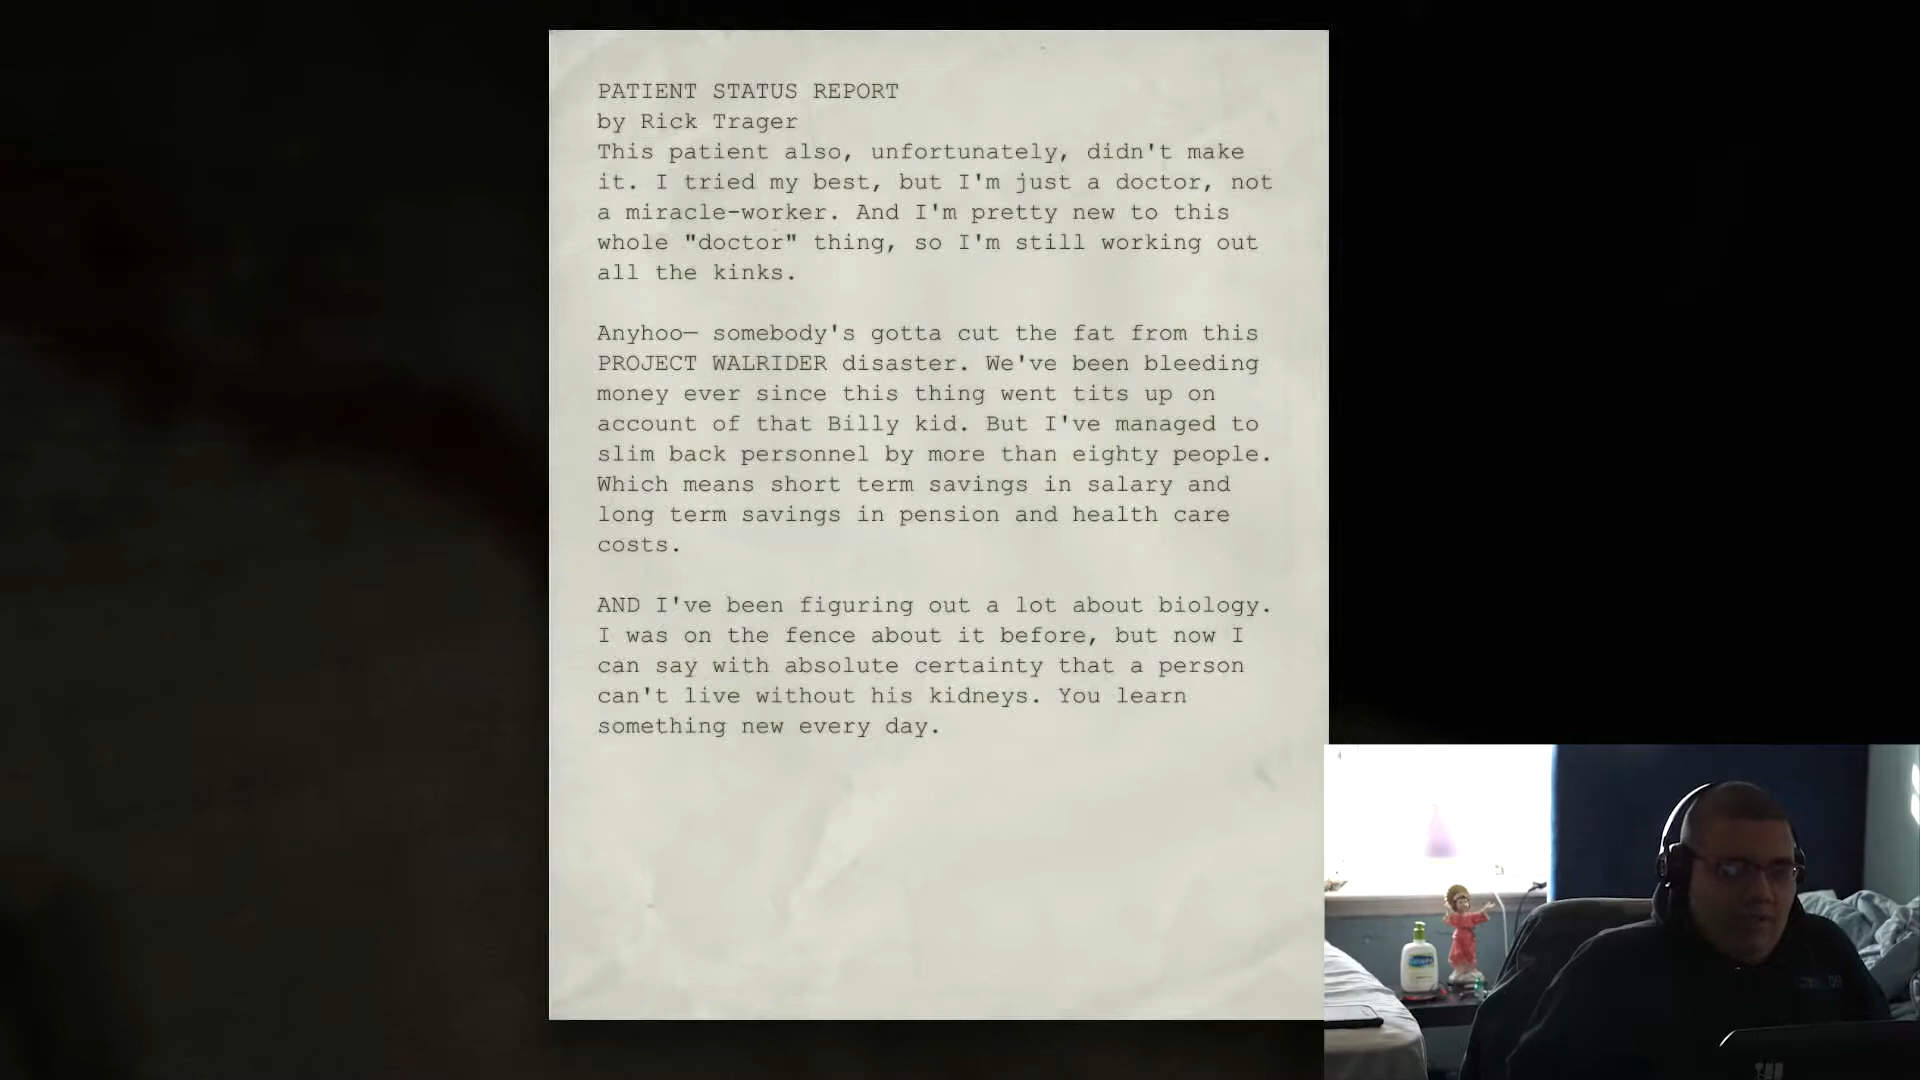 PATIENT STATUS REPORT
by Rick Trager
This patient also, unfortunately, didn't make
it. I tried my best, but I'm just a doctor, not
a miracle-worker. And I'm pretty new to this
whole "doctor" thing, so I'm still working out
all the kinks.
Anyhoo— somebody's gotta cut the fat from this
PROJECT WALRIDER disaster. We've been bleeding
money ever since this thing went tits up on
account of that Billy kid. But I've managed to
slim back personnel by more than eighty people.
Which means short term savings in salary and
long term savings in pension and health care
costs.
AND I've been figuring out a lot about biology.
I was on the fence about it before, but now I
can say with absolute certainty that a person
can't live without his kidneys. You learn
something new every day.